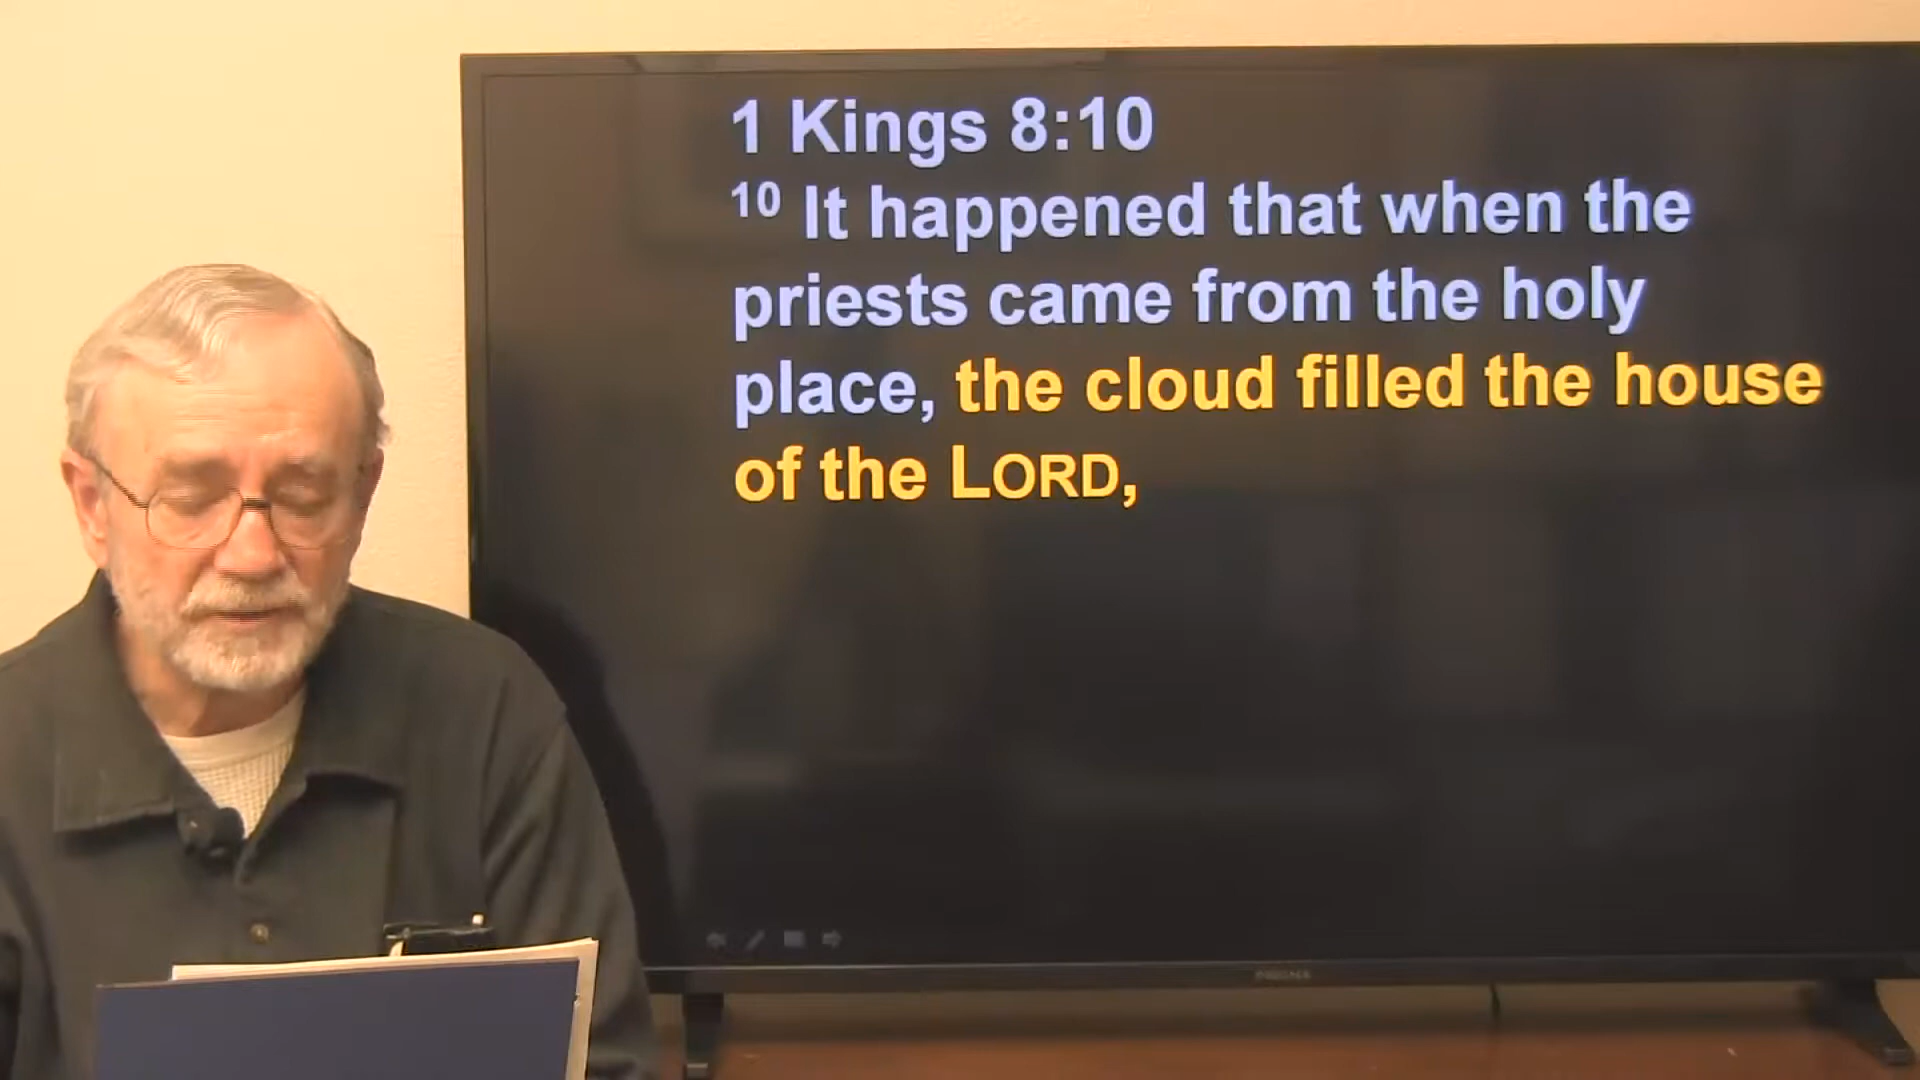 1 Kings 8:10
10 It happened that when the
priests came from the holy
place, the cloud filled the house
of the LORD,
INSIGNIA